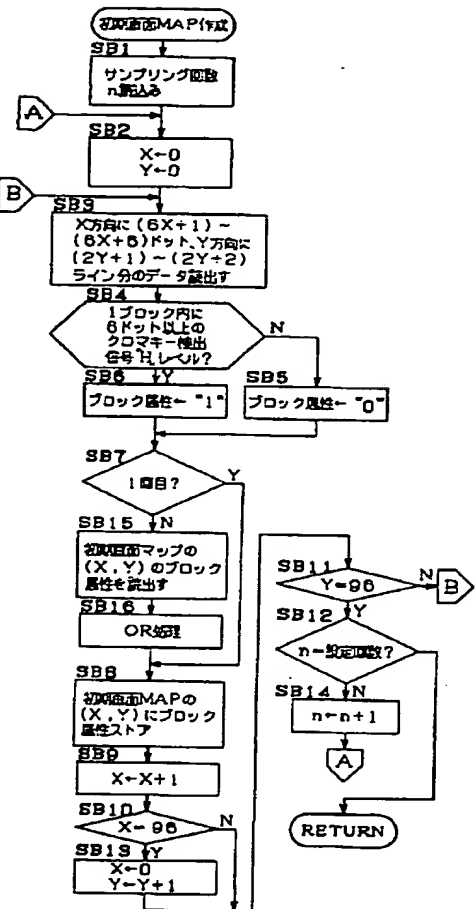 初期画面MAP作成
SB1
サンプリング回数
n読込み
A
SB2
X←0
Y←0
B
SB3
X方向に(6X+1)~
(6X+6)ドット、Y方向に
(2Y+1)~(2Y+2)
ライン分のデータ読出す
SB4
1ブロック内に
6ドット以上の
クロマキー検出
信号"H"レベル?
N
SB6
Y
SB5
ブロック属性← "1"
ブロック属性← "0"
SB7
1回目?
Y
SB15
N
初期画面マップの
(X,Y)のブロック
属性を読出す
SB16
OR処理
SB8
初期画面MAPの
(X,Y)にブロック
属性ストア
SB9
X←X+1
SB10
X=96
N
SB13
Y
X←0
Y←Y+1
SB11
Y=96
N
B
SB12
Y
n=設定回数?
SB14
N
n←n+1
A
RETURN